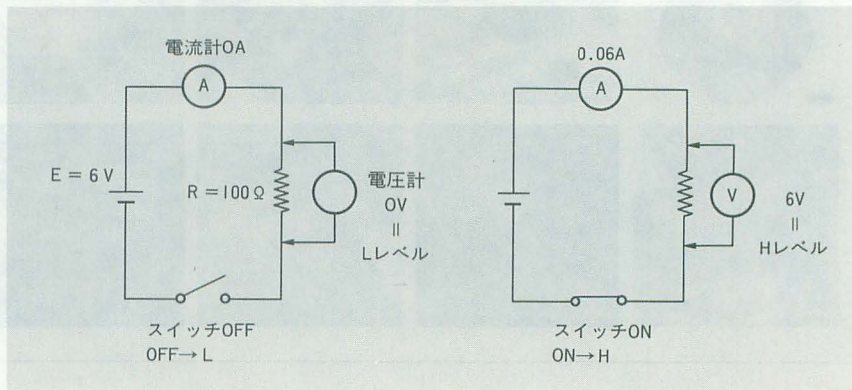 電流計0A
A
E = 6V
R = 100Ω
電圧計
0V
=
Lレベル
スイッチOFF
OFF→L
0.06A
A
V
6V
=
Hレベル
スイッチON
ON→H